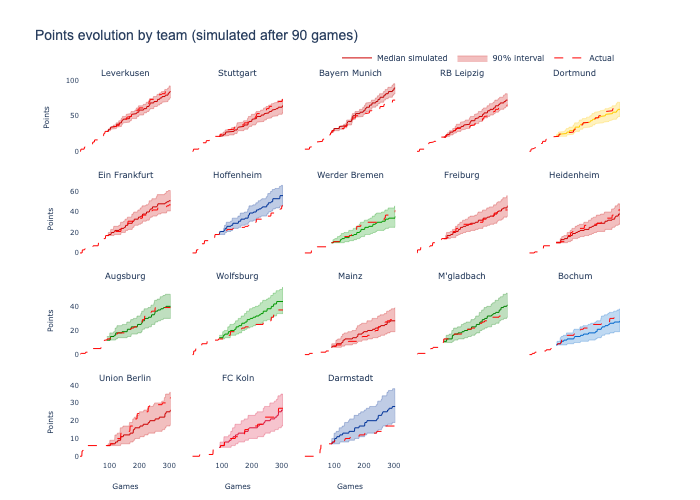 Points evolution by team (simulated after 90 games)
Median simulated 90% interval Actual
Leverkusen Stuttgart Bayern Munich RB Leipzig Dortmund
100
50
0
Points
Ein Frankfurt Hoffenheim Werder Bremen Freiburg Heidenheim
60
40
20
0
Points
Augsburg Wolfsburg Mainz M'gladbach Bochum
40
20
0
Points
Union Berlin FC Koln Darmstadt
40
30
20
10
0
Points
100 200 300 100 200 300 100 200 300
Games Games Games